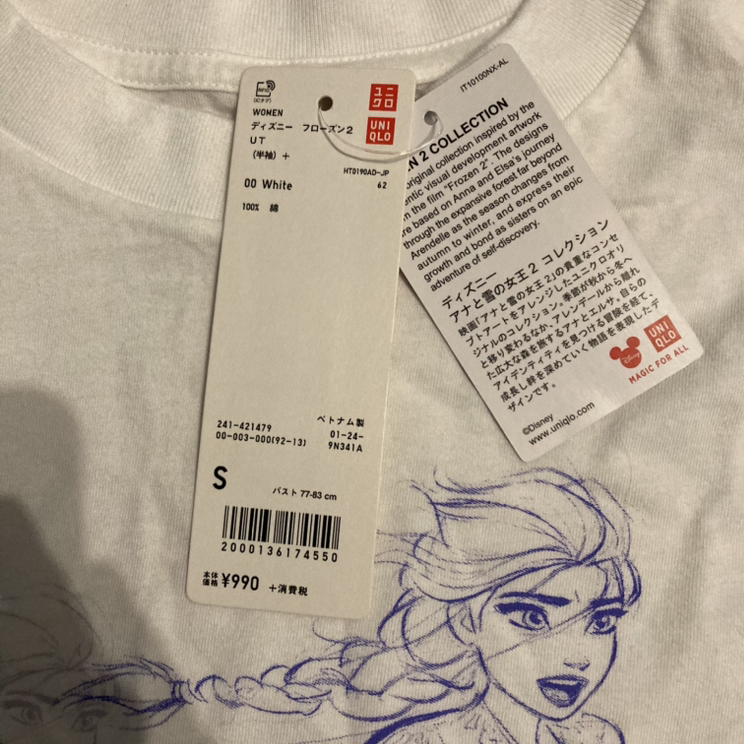 WOMEN
ディズニー フローズン2
UT
(半袖) +
ユニ
クロ
UNI
QLO
HT0190AO-JP
00 White
62
100% 綿
241-421479
ベトナム製
00-003-000(92-13)
01-24-
9N341A
S
バスト 77-83 cm
2000136174550
本体
価格 ¥990 +消費税
IT10100NX-AL
EN 2 COLLECTION
original collection inspired by the
ntic visual development artwork
m the film "Frozen 2". The designs
re based on Anna and Elsa's journey
through the expansive forest far beyond
Arendelle as the season changes from
autumn to winter, and express their
growth and bond as sisters on an epic
adventure of self-discovery.
ディズニー
アナと雪の女王2 コレクション
映画「アナと雪の女王2」の貴重なコンセ
プトアートをアレンジしたユニクロオリ
ジナルのコレクション。季節が秋から冬へ
と移り変わるなか、アレンデールから離れ
た広大な森を旅するアナとエルサ。自らの
アイデンティティを見つける冒険を経て、
成長し絆を深めていく物語を表現したデ
ザインです。
Disney
UNI
QLO
MAGIC FOR ALL
©Disney
www.uniqlo.com